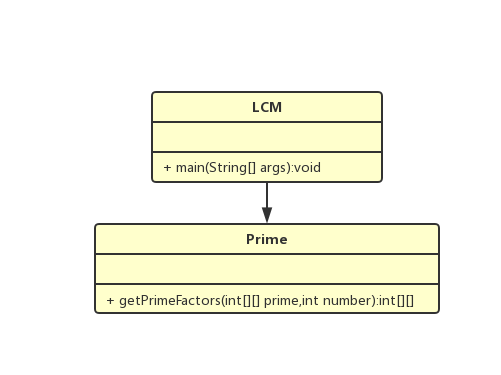 LCM
+ main(String[] args):void
Prime
+ getPrimeFactors(int[][] prime,int number):int[][]